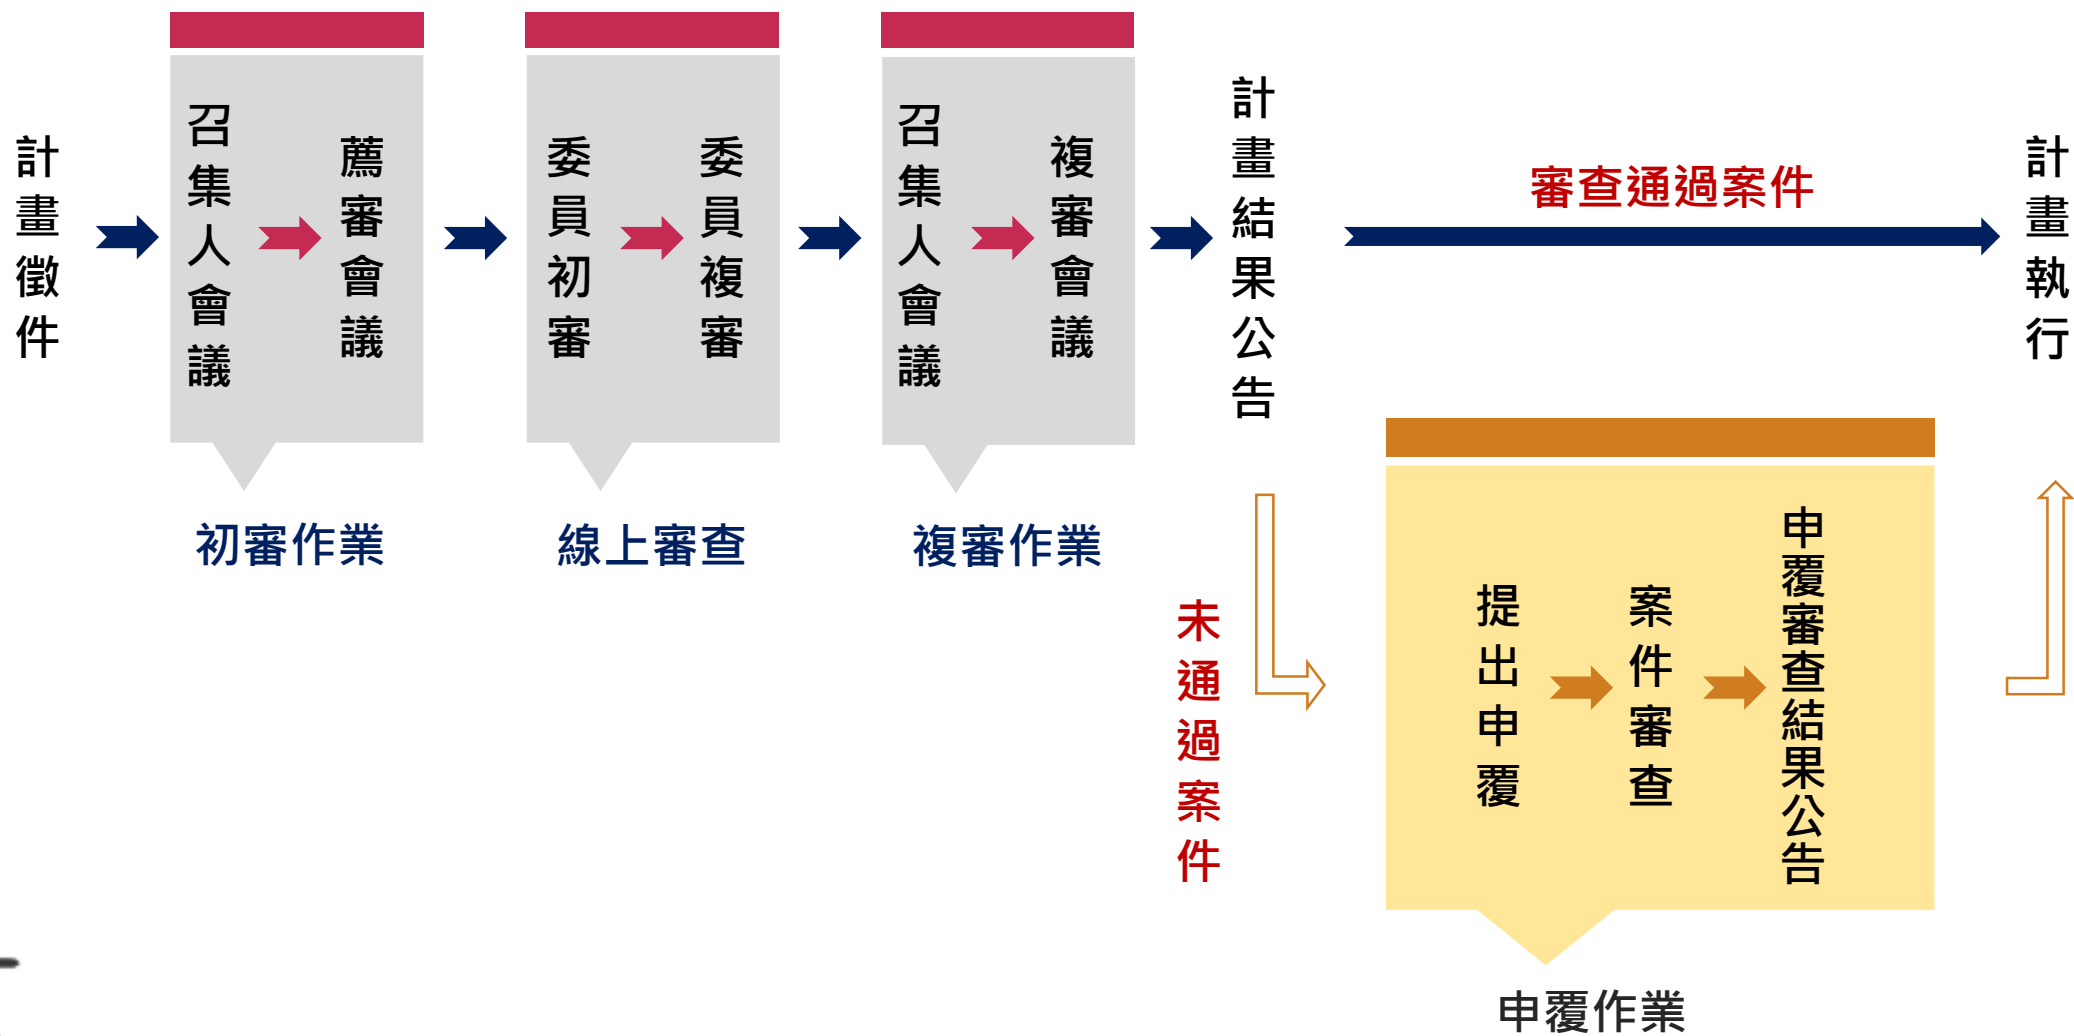 計畫徵件
召集人會議
薦審會議
初審作業
委員初審
委員複審
線上審查
召集人會議
複審會議
複審作業
計畫結果公告
審查通過案件
計畫執行
未通過案件
提出申覆
案件審查
申覆審查結果公告
申覆作業